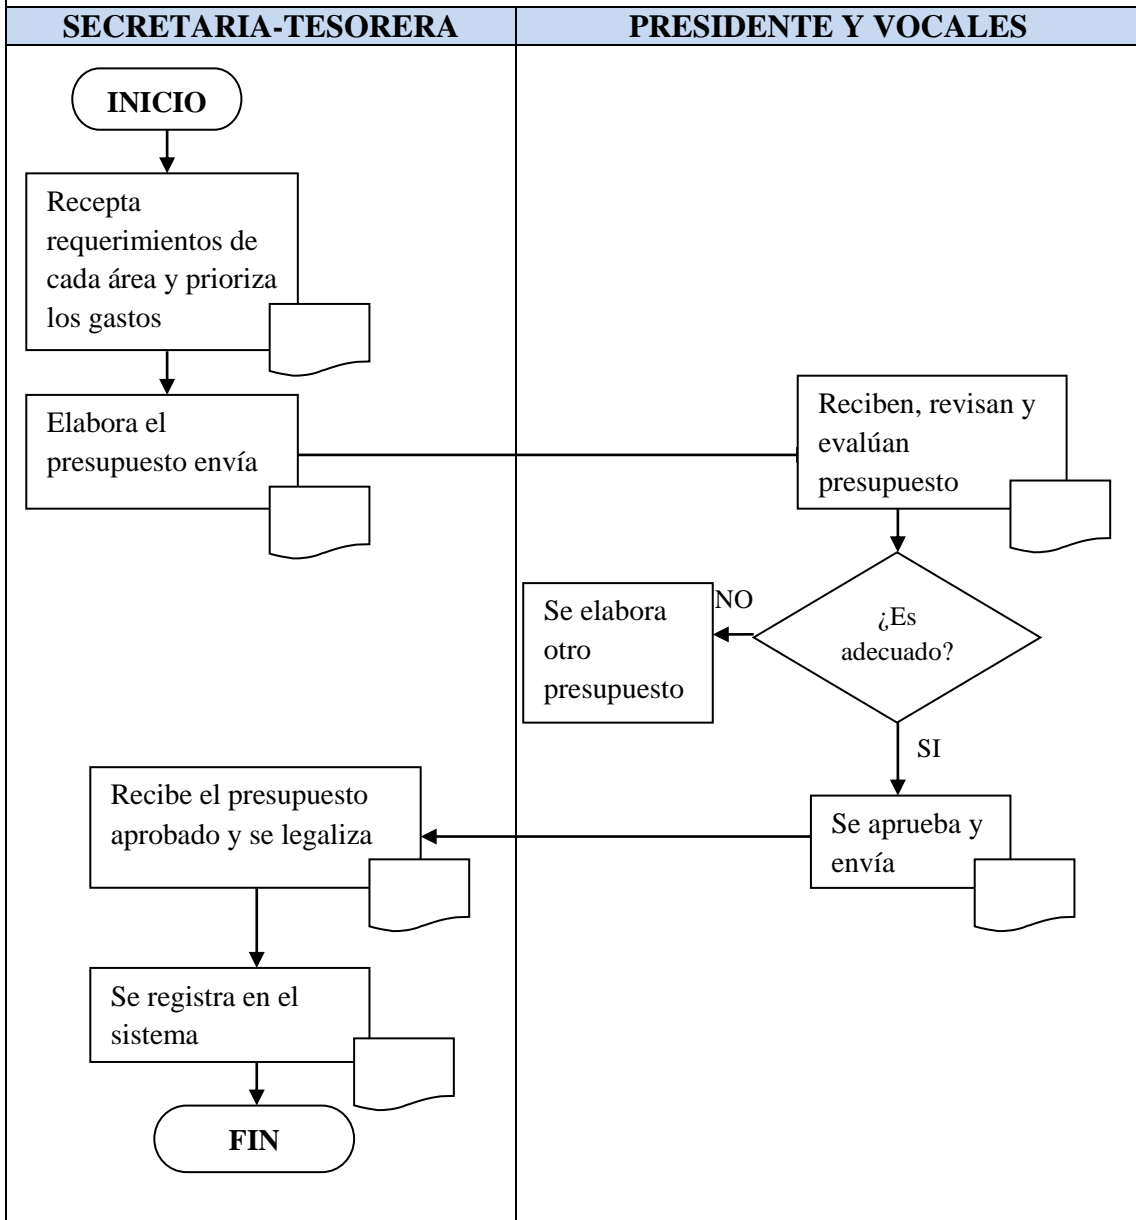 SECRETARIA-TESORERA
PRESIDENTE Y VOCALES
INICIO
Recepta
requerimientos de
cada área y prioriza
los gastos
Elabora el
presupuesto envía
Reciben, revisan y
evalúan
presupuesto
¿Es
adecuado?
NO
Se elabora
otro
presupuesto
SI
Se aprueba y
envía
Recibe el presupuesto
aprobado y se legaliza
Se registra en el
sistema
FIN